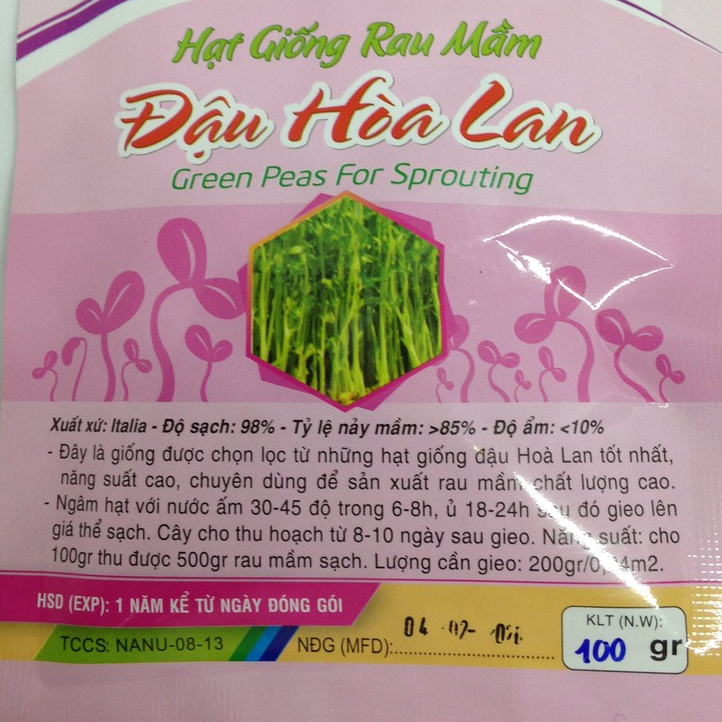 Hạt Giống Rau Mầm
Đậu Hòa Lan
Green Peas For Sprouting
Xuất xứ: Italia - Độ sạch: 98% - Tỷ lệ nảy mầm: >85% - Độ ẩm: <10%
- Đây là giống được chọn lọc từ những hạt giống đậu Hoà Lan tốt nhất,
năng suất cao, chuyên dùng để sản xuất rau mầm chất lượng cao.
- Ngâm hạt với nước ấm 30-45 độ trong 6-8h, ủ 18-24h sau đó gieo lên
giá thể sạch. Cây cho thu hoạch từ 8-10 ngày sau gieo. Năng suất: cho
100gr thu được 500gr rau mầm sạch. Lượng cần gieo:
HSD (EXP): 1 NĂM KỂ TỪ NGÀY ĐÓNG GÓI
TCCS: NANU-08-13
NĐG (MFD): 04
KLT (N.W):
100 gr